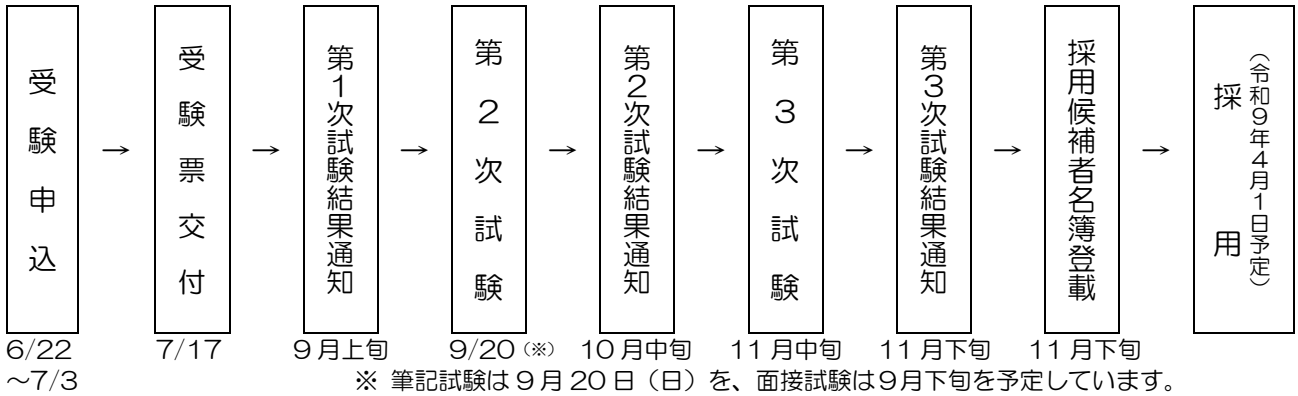 受験申込
→
受験票交付
→
第1次試験結果通知
→
第2次試験
→
第2次試験結果通知
→
第3次試験
→
第3次試験結果通知
→
採用候補者名簿登載
→
採用
（令和9年4月1日予定）
6/22 7/17 9月上旬 9/20（※） 10月中旬 11月中旬 11月下旬 11月下旬
～7/3 ※ 筆記試験は9月20日（日）を、面接試験は9月下旬を予定しています。